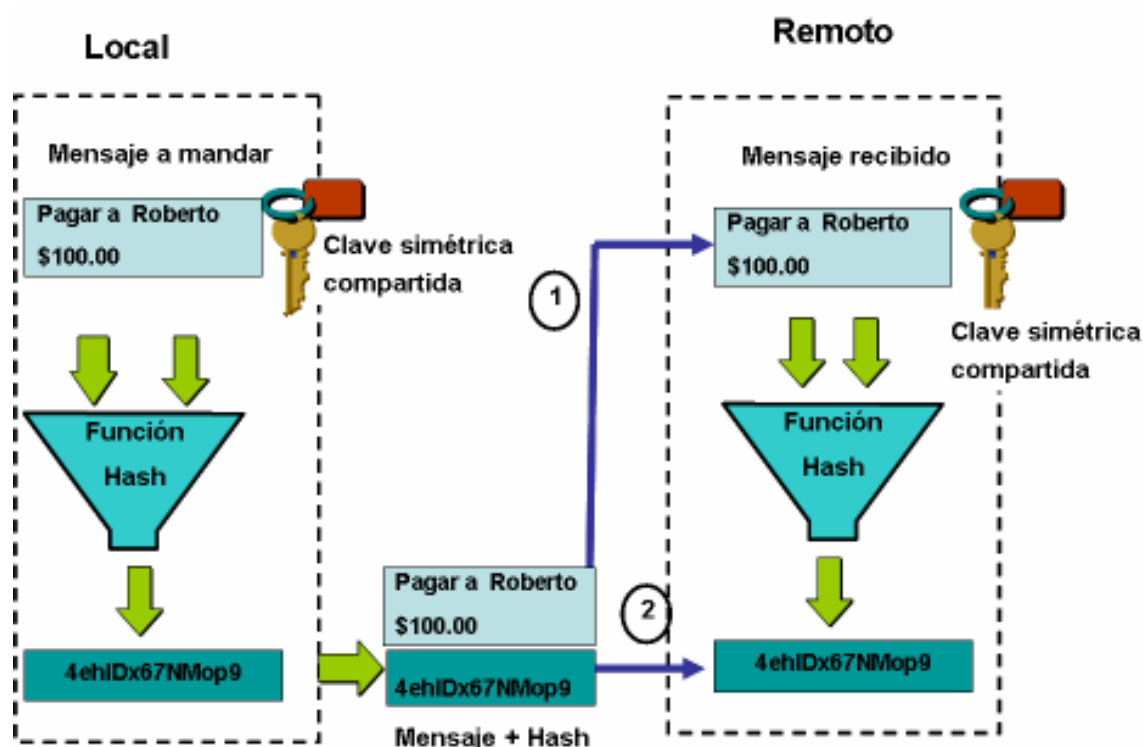 Local
Remoto
Mensaje a mandar
Pagar a Roberto
$100.00
Clave simétrica
compartida
Función
Hash
4ehIDx67NMop9
Pagar a Roberto
$100.00
4ehIDx67NMop9
Mensaje + Hash
1
2
Mensaje recibido
Pagar a Roberto
$100.00
Clave simétrica
compartida
Función
Hash
4ehIDx67NMop9